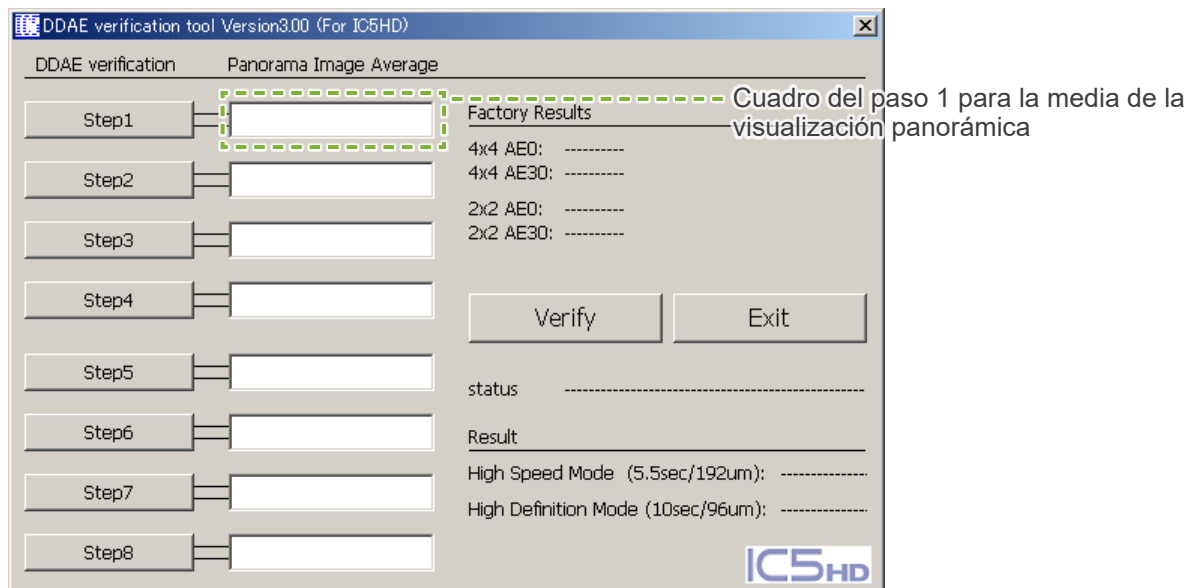 DDAE verification tool Version3.00 (For IC5HD)
DDAE verification Panorama Image Average
Step1
Step2
Step3
Step4
Step5
Step6
Step7
Step8
Cuadro del paso 1 para la media de la
visualización panorámica
Factory Results
4x4 AE0: ----------
4x4 AE30: ----------
2x2 AE0: ----------
2x2 AE30: ----------
Verify Exit
status --------------------------------------------------
Result
High Speed Mode (5.5sec/192um): ---------------
High Definition Mode (10sec/96um): ---------------
IC5HD